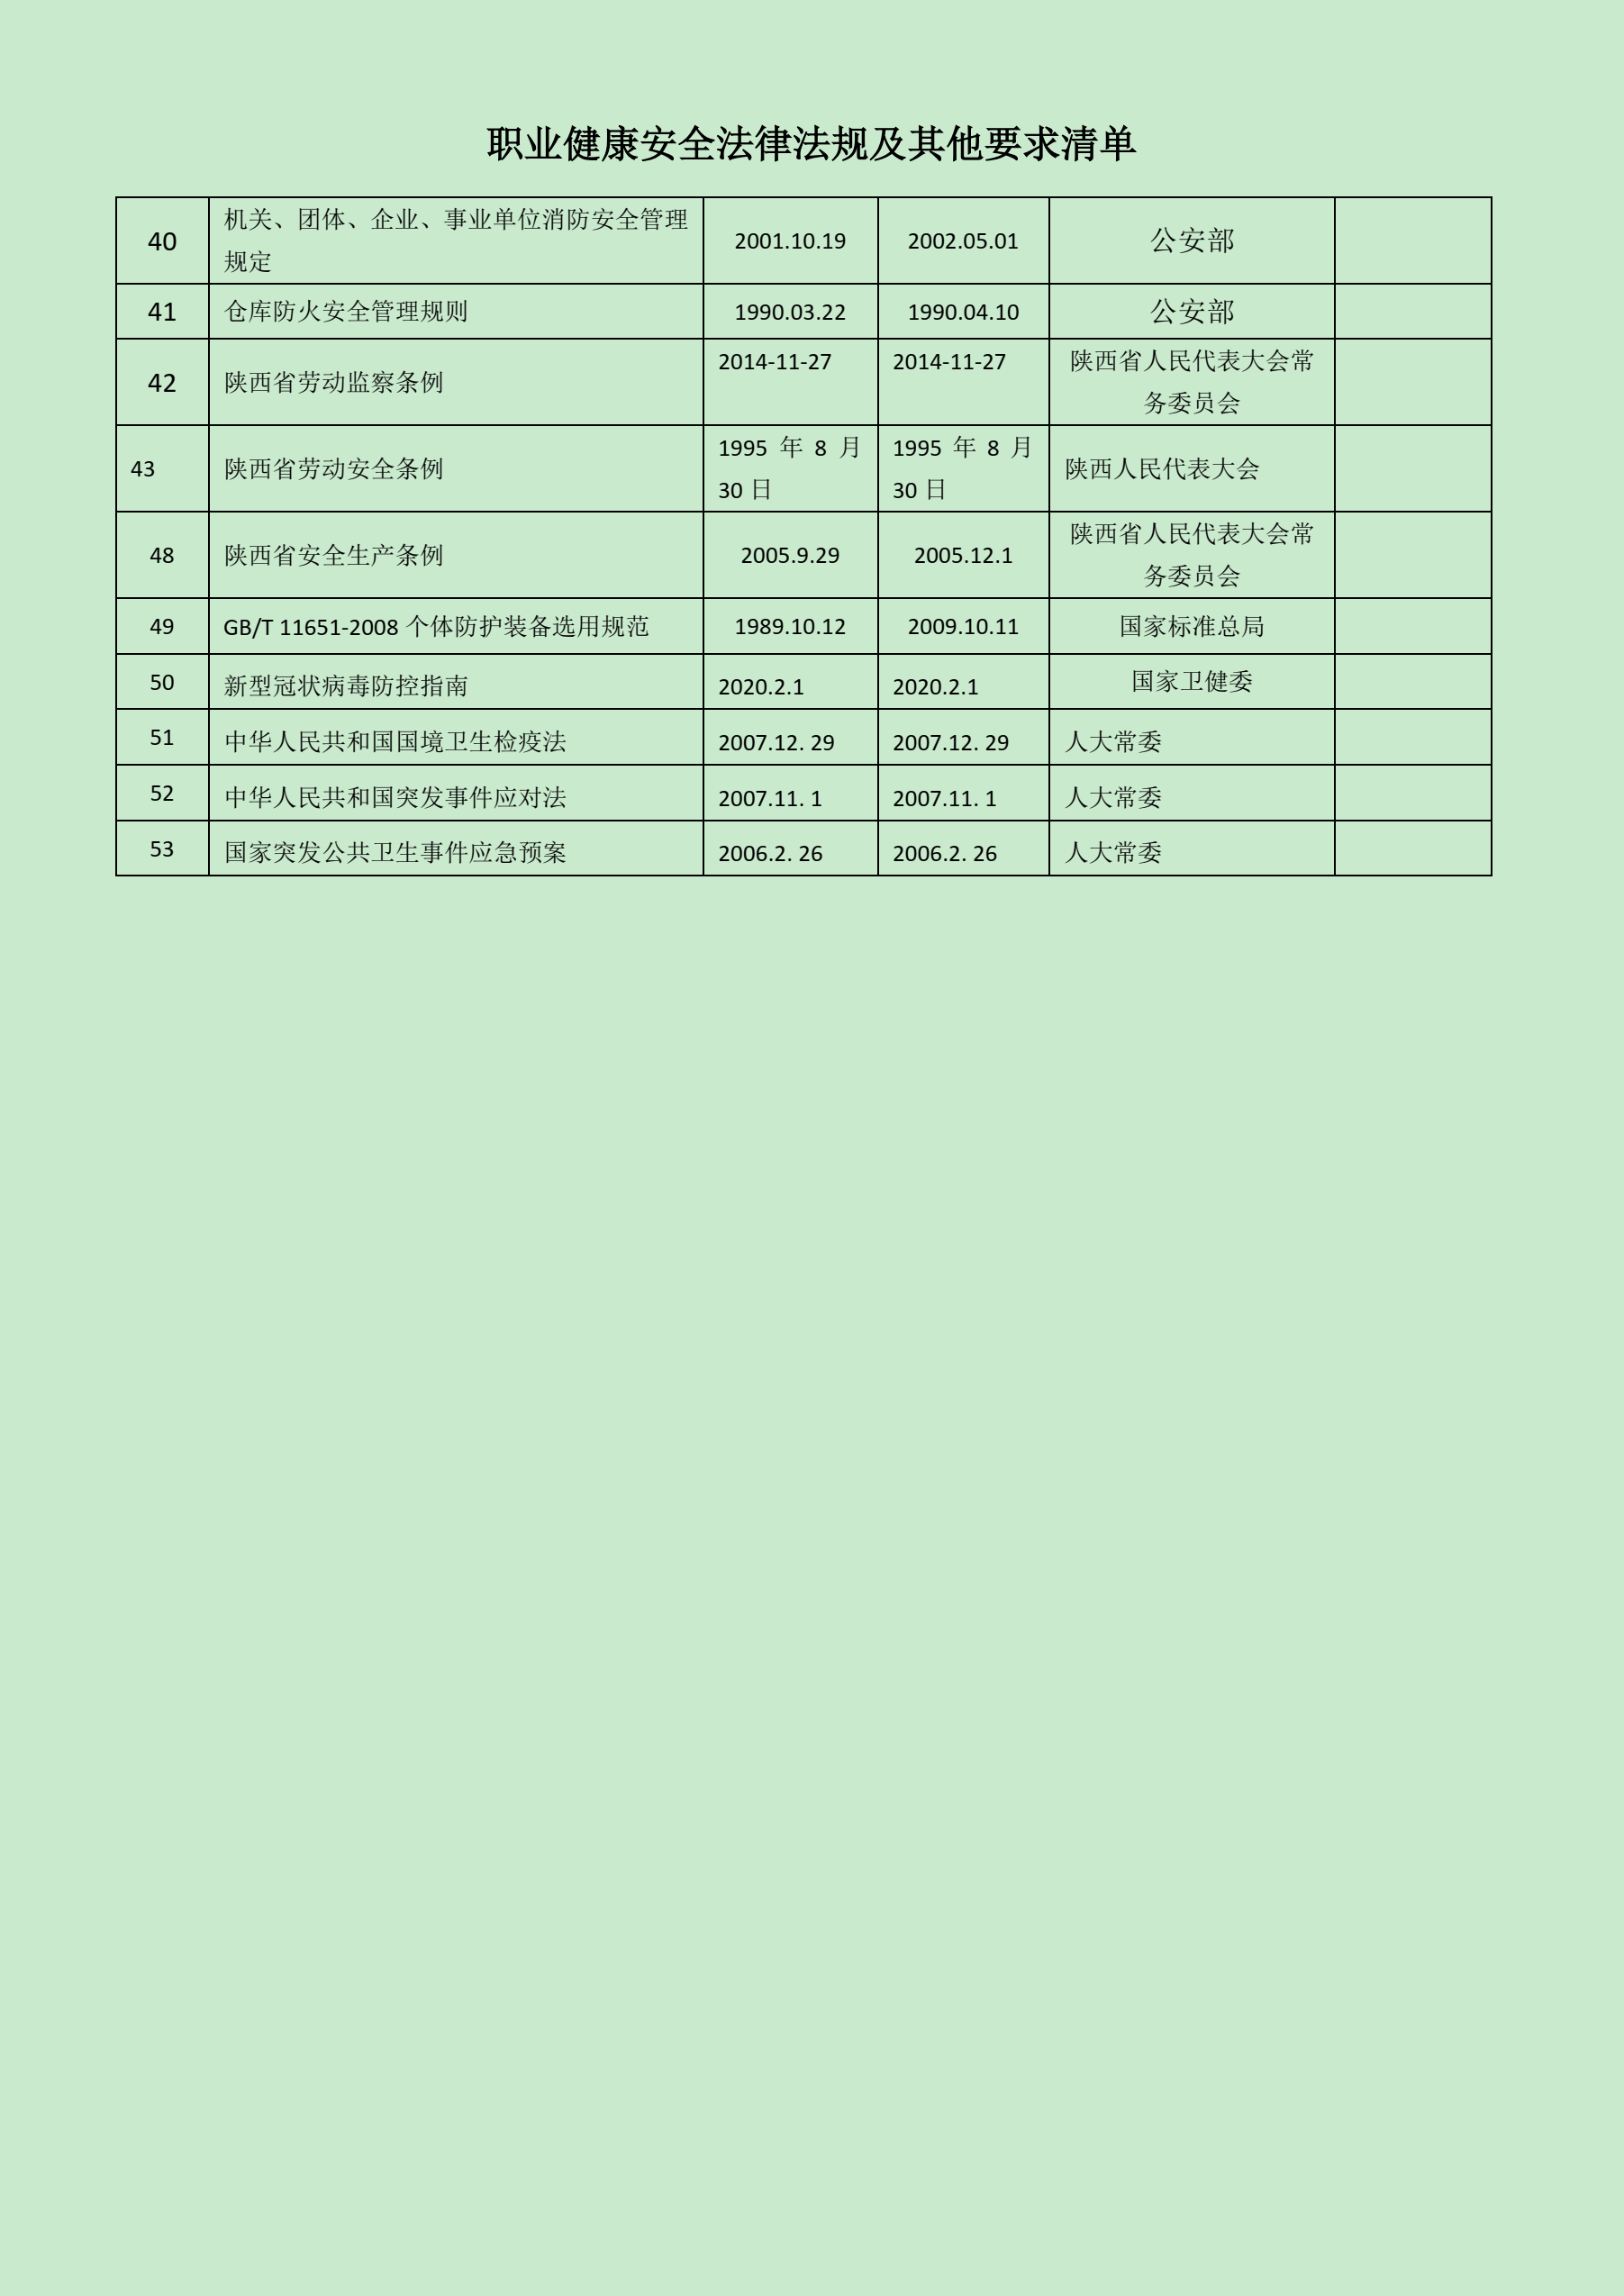 职业健康安全法律法规及其他要求清单
40 机关、团体、企业、事业单位消防安全管理 2001.10.19 2002.05.01 公安部
规定
41 仓库防火安全管理规则 1990.03.22 1990.04.10 公安部
42 陕西省劳动监察条例 2014-11-27 2014-11-27 陕西省人民代表大会常
务委员会
43 陕西省劳动安全条例 1995 年 8 月 1995 年 8 月 陕西人民代表大会
30 日 30 日
48 陕西省安全生产条例 2005.9.29 2005.12.1 陕西省人民代表大会常
务委员会
49 GB/T 11651-2008 个体防护装备选用规范 1989.10.12 2009.10.11 国家标准总局
50 新型冠状病毒防控指南 2020.2.1 2020.2.1 国家卫健委
51 中华人民共和国国境卫生检疫法 2007.12. 29 2007.12. 29 人大常委
52 中华人民共和国突发事件应对法 2007.11. 1 2007.11. 1 人大常委
53 国家突发公共卫生事件应急预案 2006.2. 26 2006.2. 26 人大常委